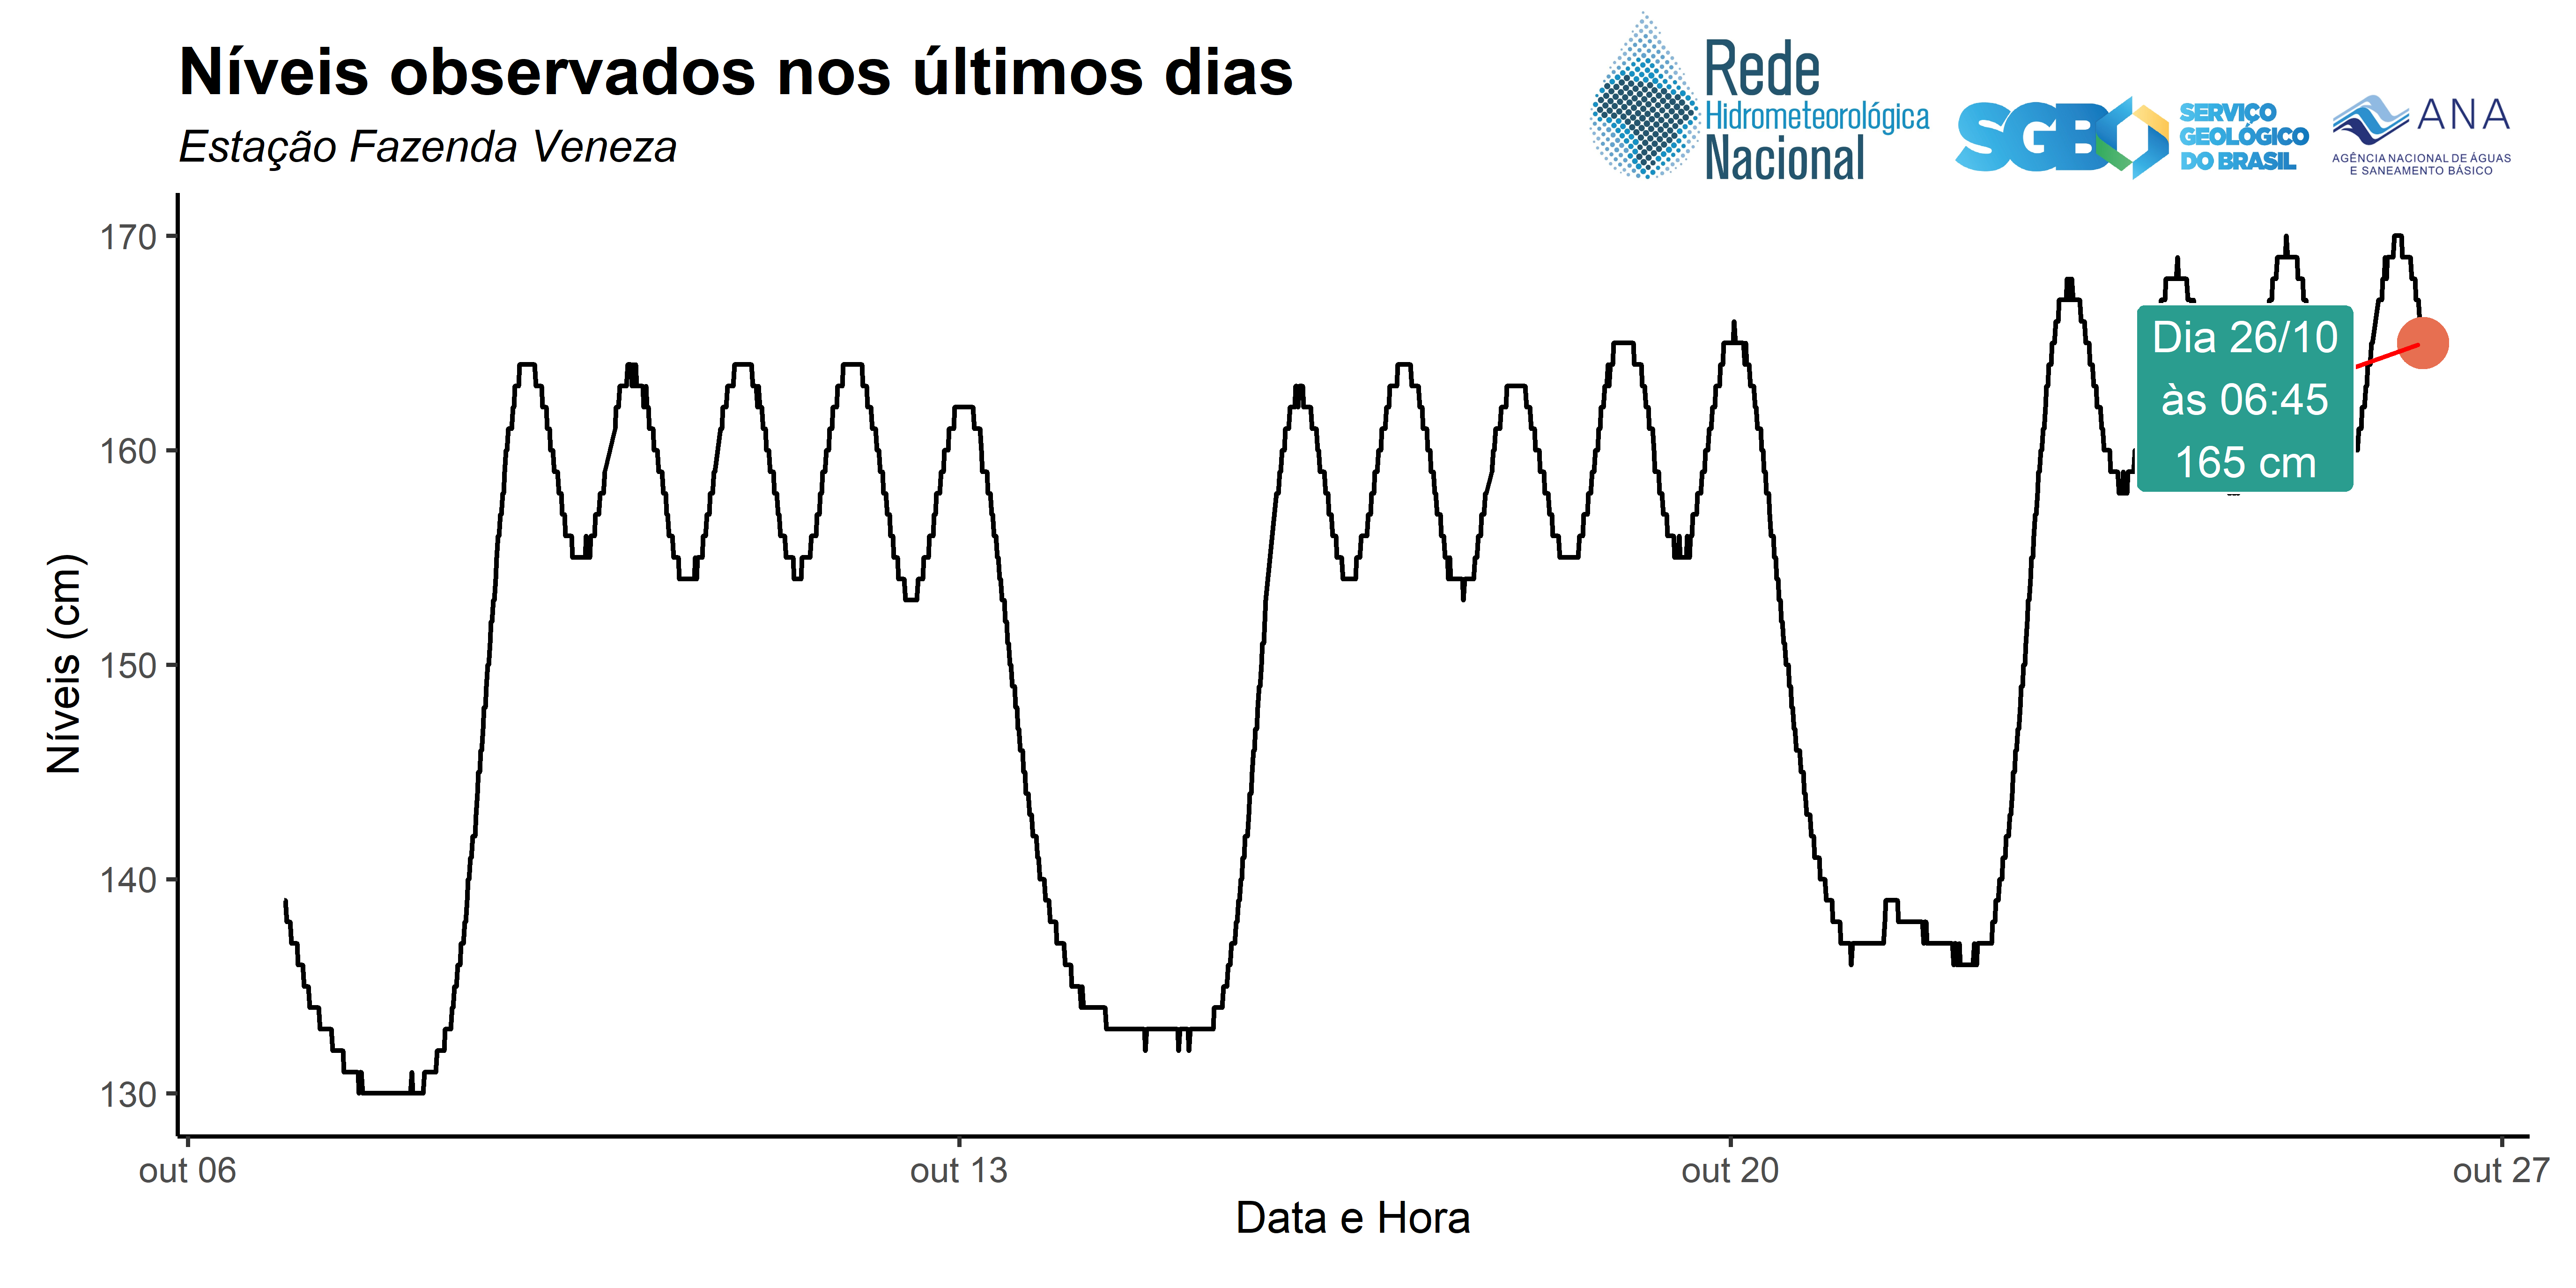 Níveis observados nos últimos dias
Estação Fazenda Veneza
Rede
Hidrometeorológica
Nacional
SGB
SERVIÇO
GEOLÓGICO
DO BRASIL
ANA
AGÊNCIA NACIONAL DE ÁGUAS
E SANEAMENTO BÁSICO
Níveis (cm)
170
160
150
140
130
Dia 26/10
às 06:45
165 cm
out 06
out 13
out 20
out 27
Data e Hora